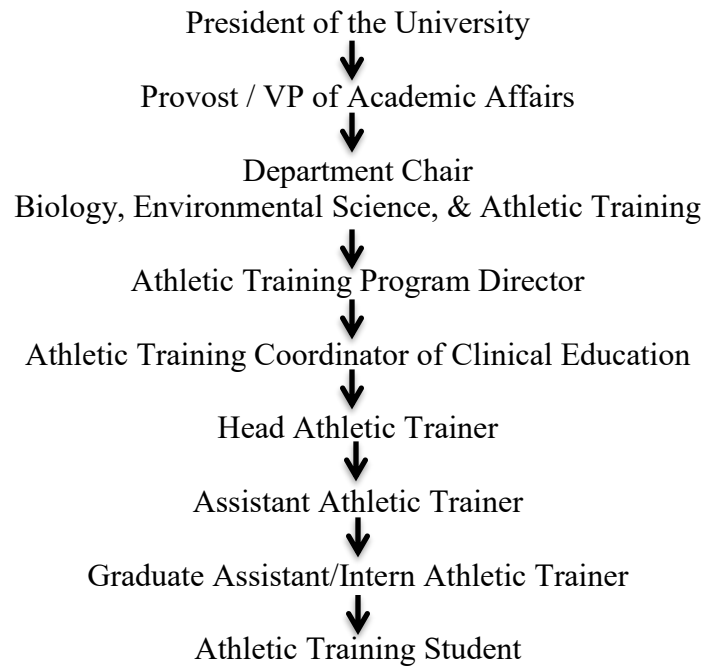 President of the University
Provost / VP of Academic Affairs
Department Chair
Biology, Environmental Science, & Athletic Training
Athletic Training Program Director
Athletic Training Coordinator of Clinical Education
Head Athletic Trainer
Assistant Athletic Trainer
Graduate Assistant/Intern Athletic Trainer
Athletic Training Student